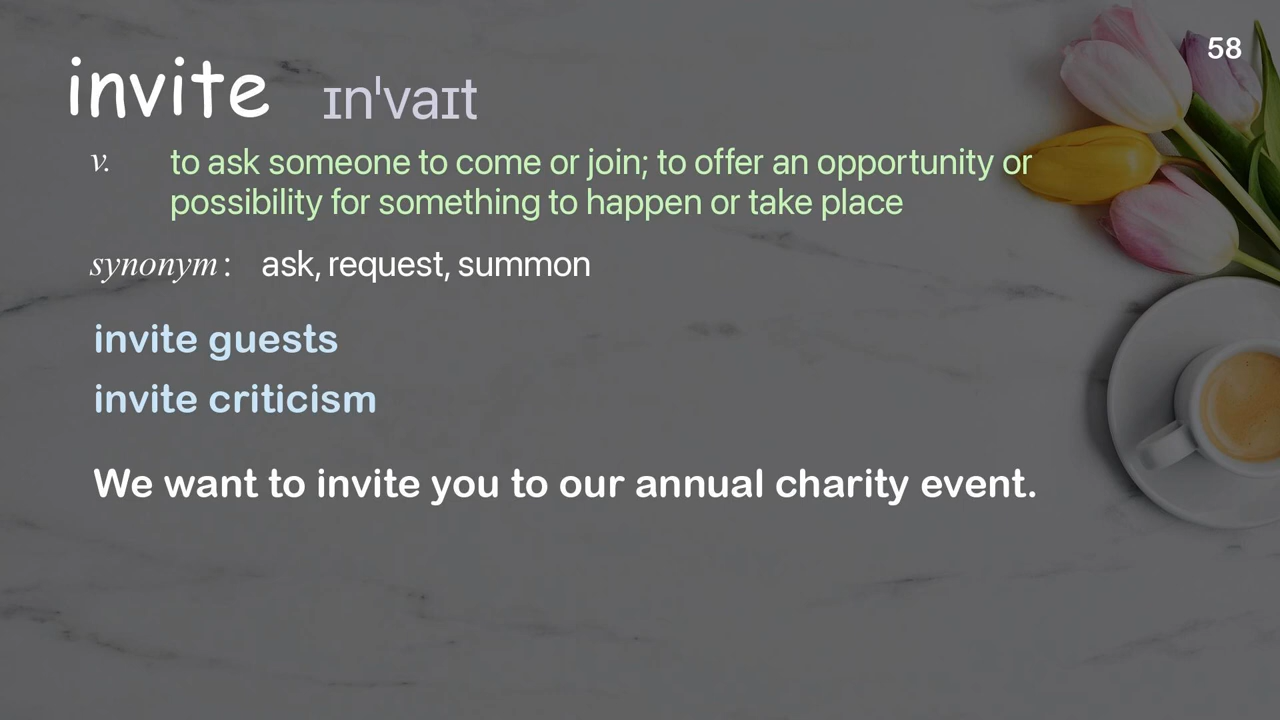 58
invite ɪnˈvaɪt
v. to ask someone to come or join; to offer an opportunity or
possibility for something to happen or take place
synonym: ask, request, summon
invite guests
invite criticism
We want to invite you to our annual charity event.